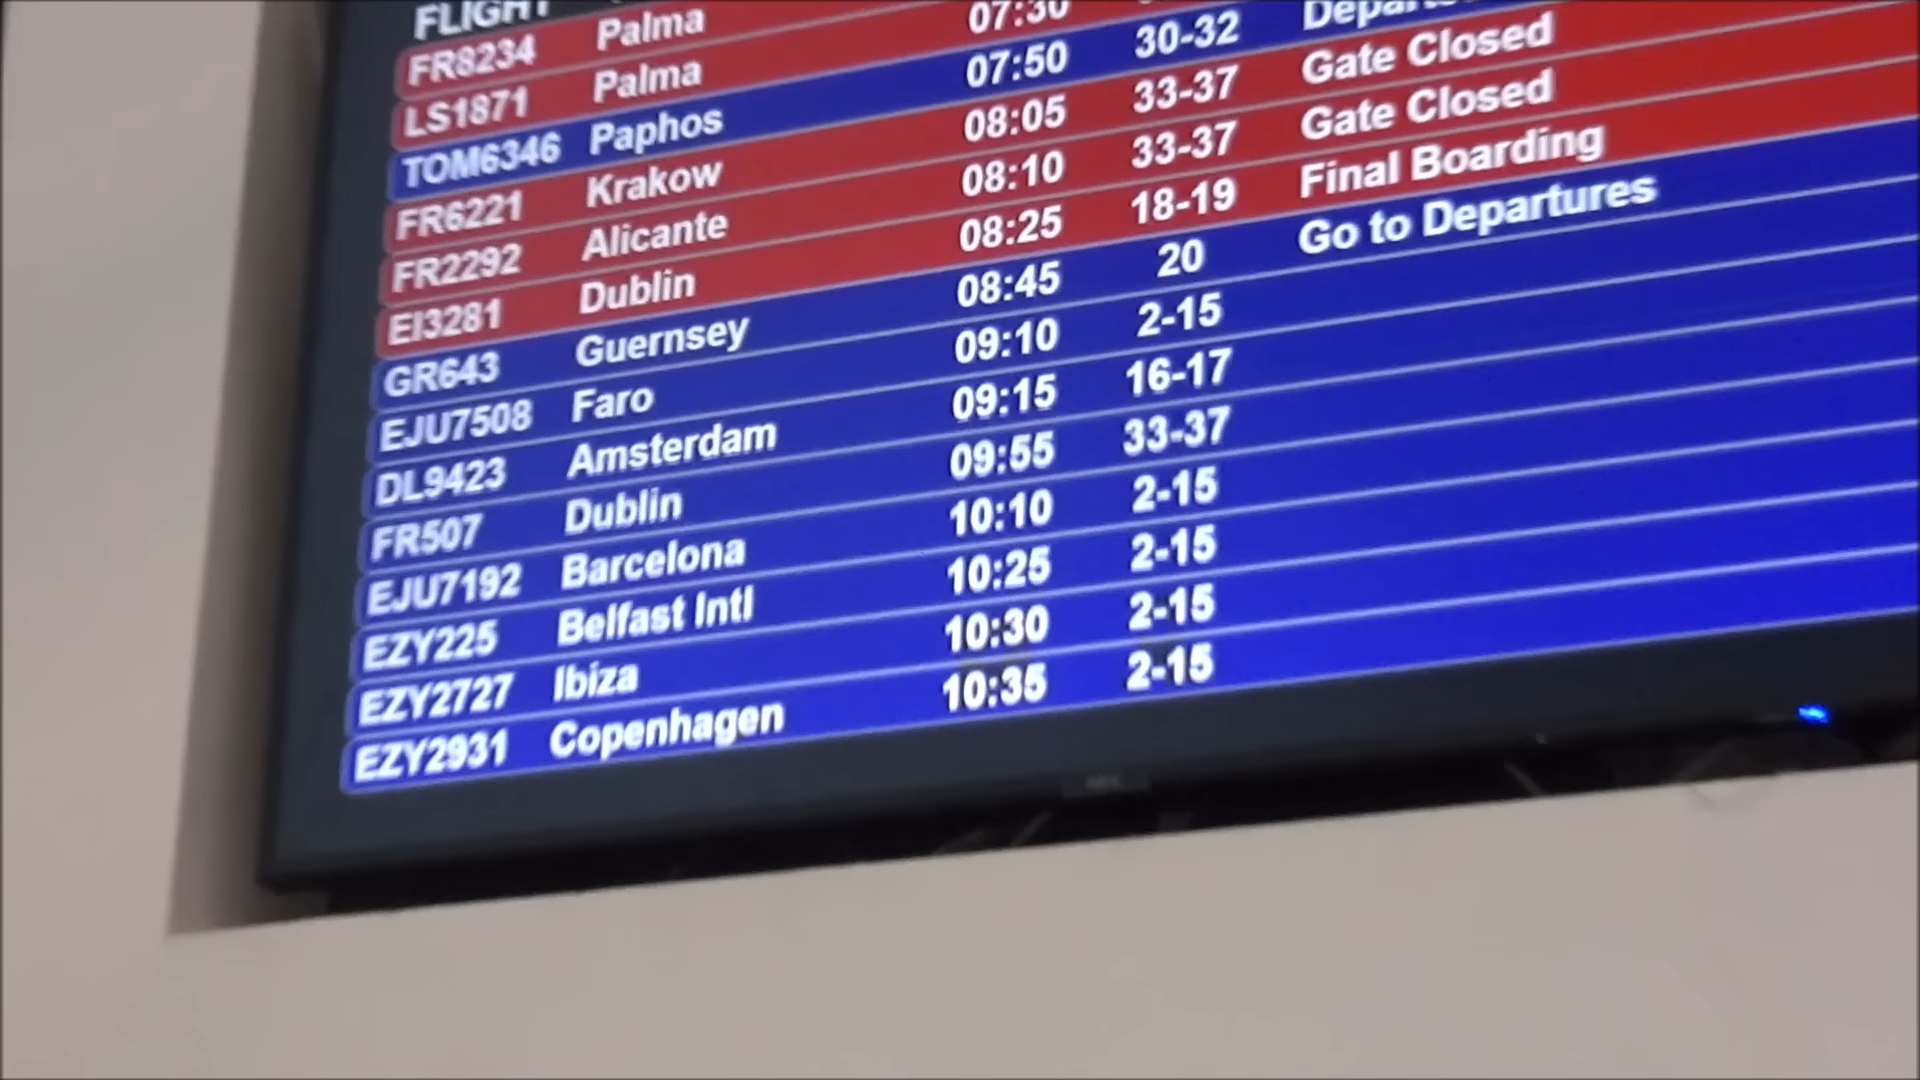 FLIGHT
FR8234 Palma
LS1871 Palma 07:30
TOM6346 Paphos 07:50 30-32
FR6221 Krakow 08:05 33-37 Gate Closed
FR2292 Alicante 08:10 33-37 Gate Closed
EI3281 Dublin 08:25 18-19 Final Boarding
GR643 Guernsey 08:45 20 Go to Departures
EJU7508 Faro 09:10 2-15
DL9423 Amsterdam 09:15 16-17
FR507 Dublin 09:55 33-37
EJU7192 Barcelona 10:10 2-15
EZY225 Belfast Intl 10:25 2-15
EZY2727 Ibiza 10:30 2-15
EZY2931 Copenhagen 10:35 2-15